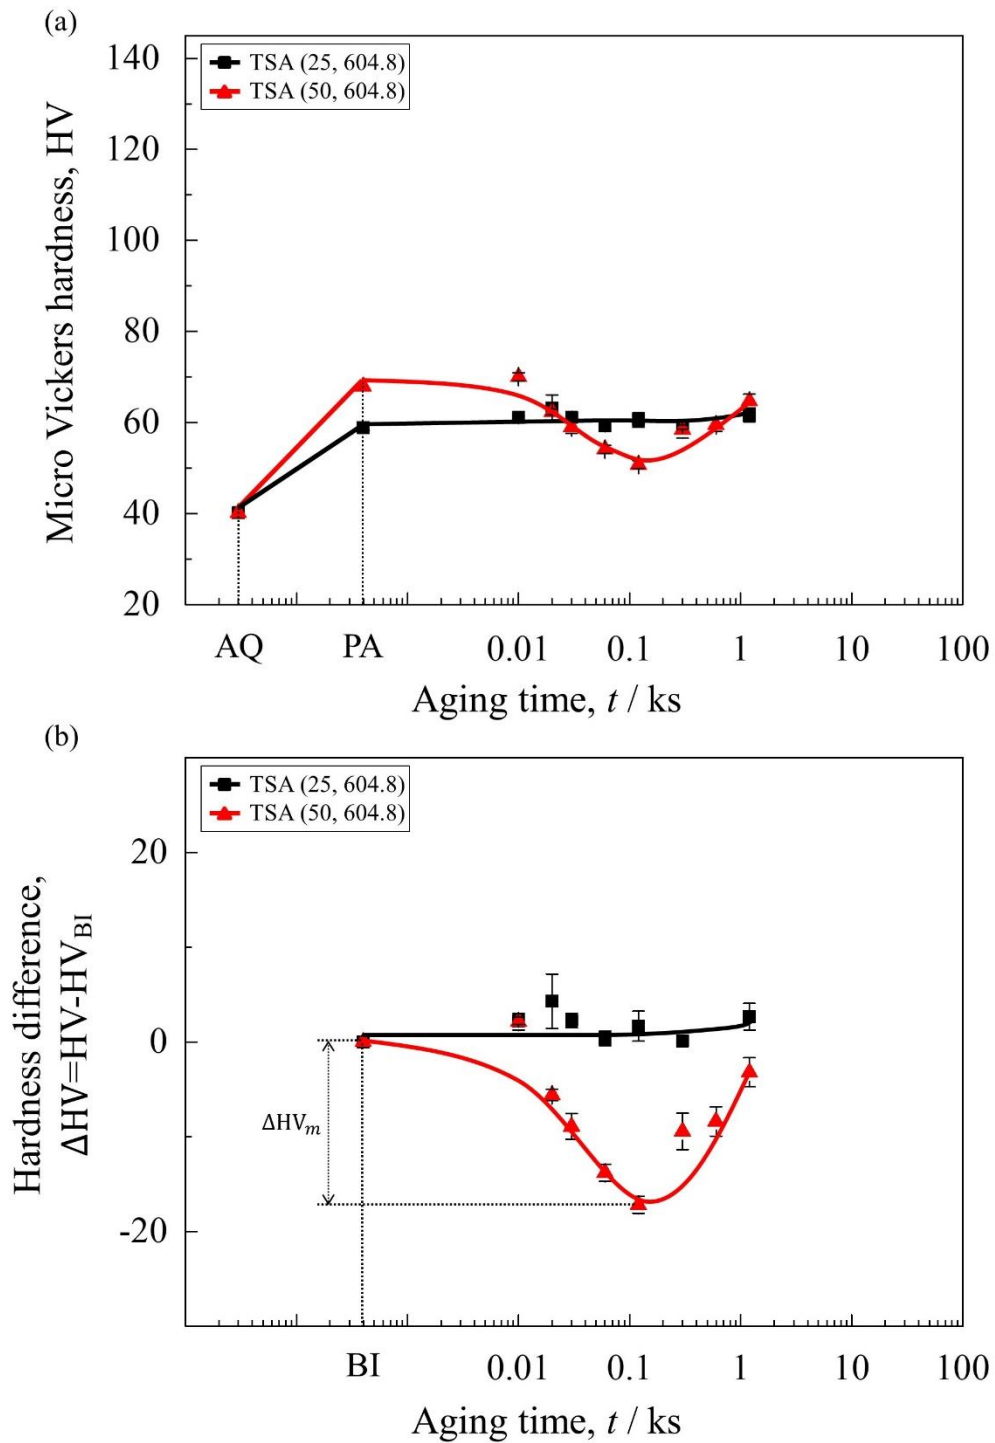 (a)
TSA (25, 604.8)
TSA (50, 604.8)
140
120
100
80
60
40
20
Micro Vickers hardness, HV
AQ PA 0.01 0.1 1 10 100
Aging time, t / ks
(b)
TSA (25, 604.8)
TSA (50, 604.8)
20
0
-20
Hardness difference,
ΔHV=HV-HV_BI
ΔHV_m
BI 0.01 0.1 1 10 100
Aging time, t / ks